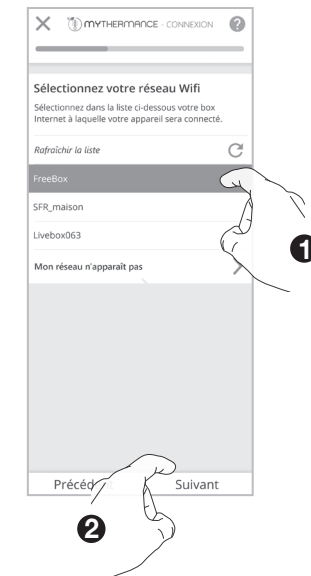 MYTHERMANCE - CONNEXION ?
Sélectionnez votre réseau Wifi
Sélectionnez dans la liste ci-dessous votre box
Internet à laquelle votre appareil sera connecté.
Rafraîchir la liste
FreeBox
SFR_maison
Livebox063
Mon réseau n'apparaît pas
1
Suivant
2